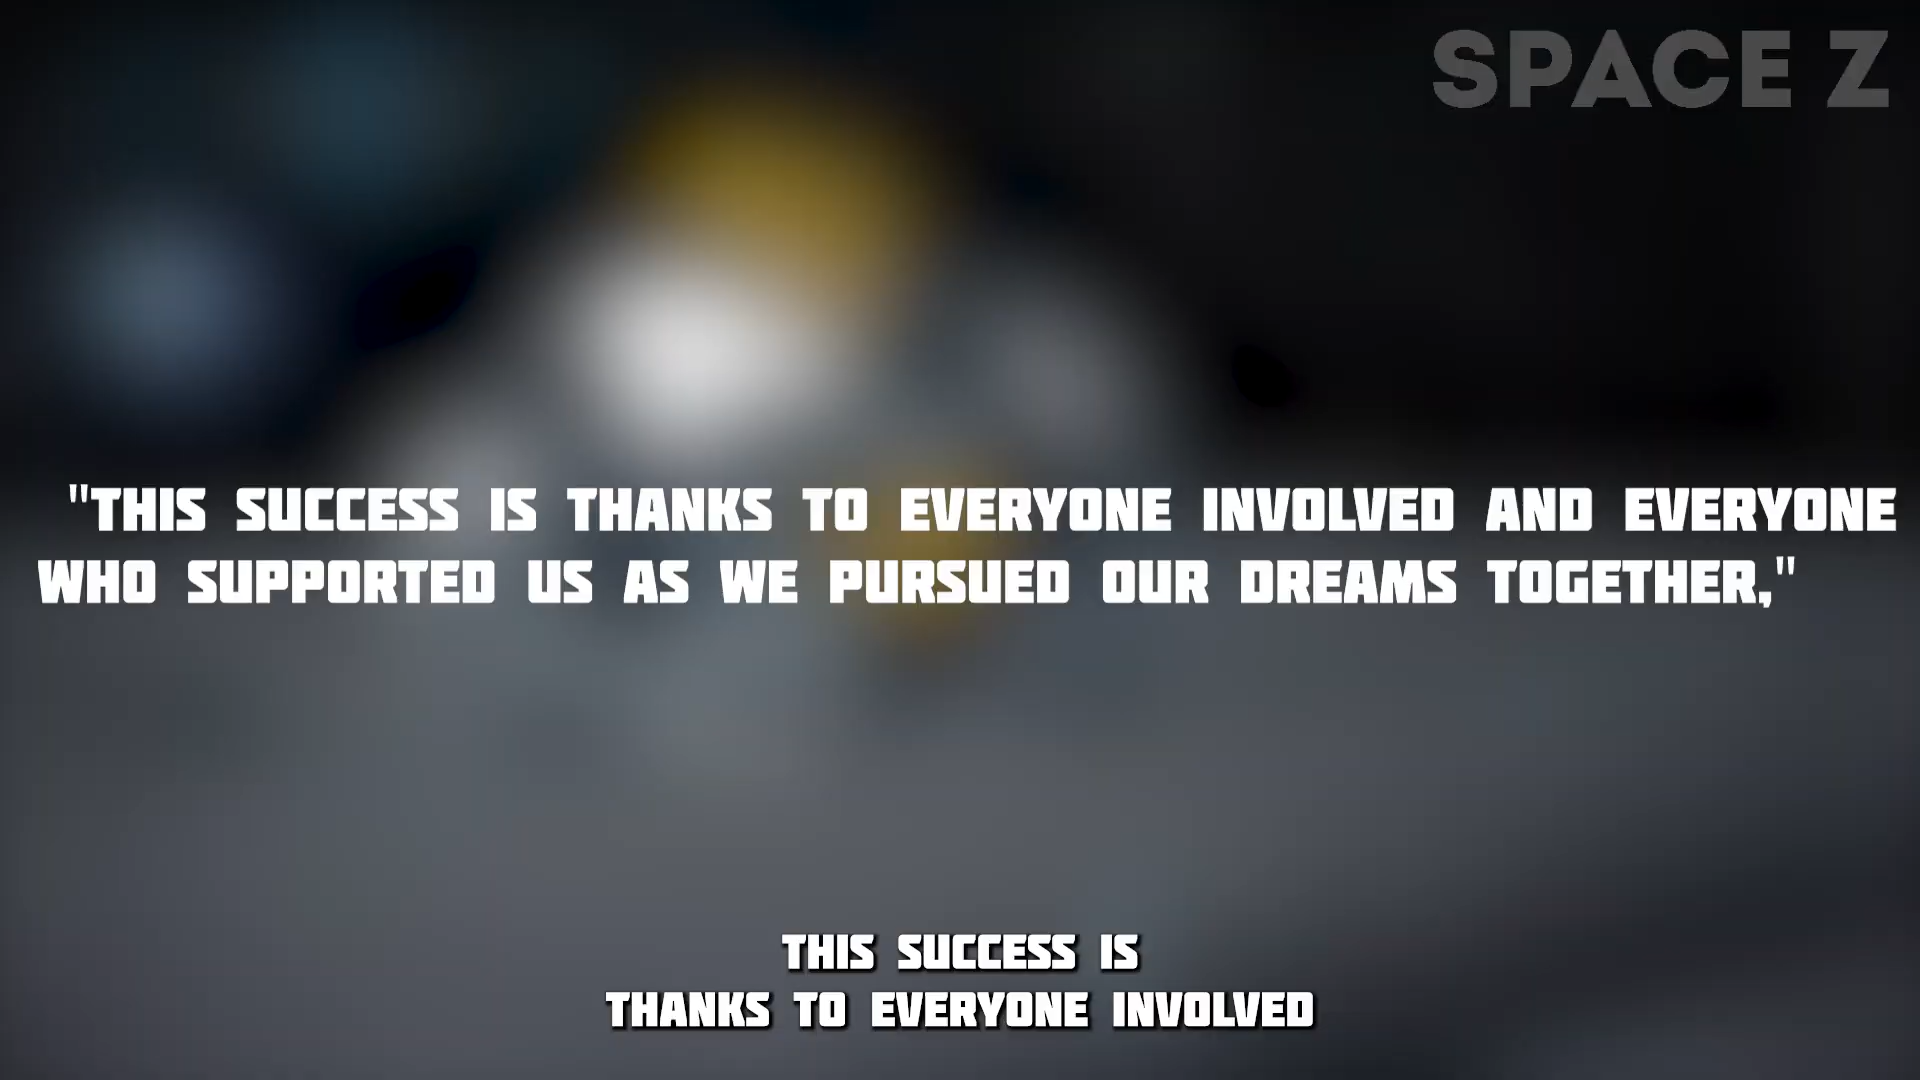 SPACE Z
"THIS SUCCESS IS THANKS TO EVERYONE INVOLVED AND EVERYONE
WHO SUPPORTED US AS WE PURSUED OUR DREAMS TOGETHER,"
THIS SUCCESS IS
THANKS TO EVERYONE INVOLVED